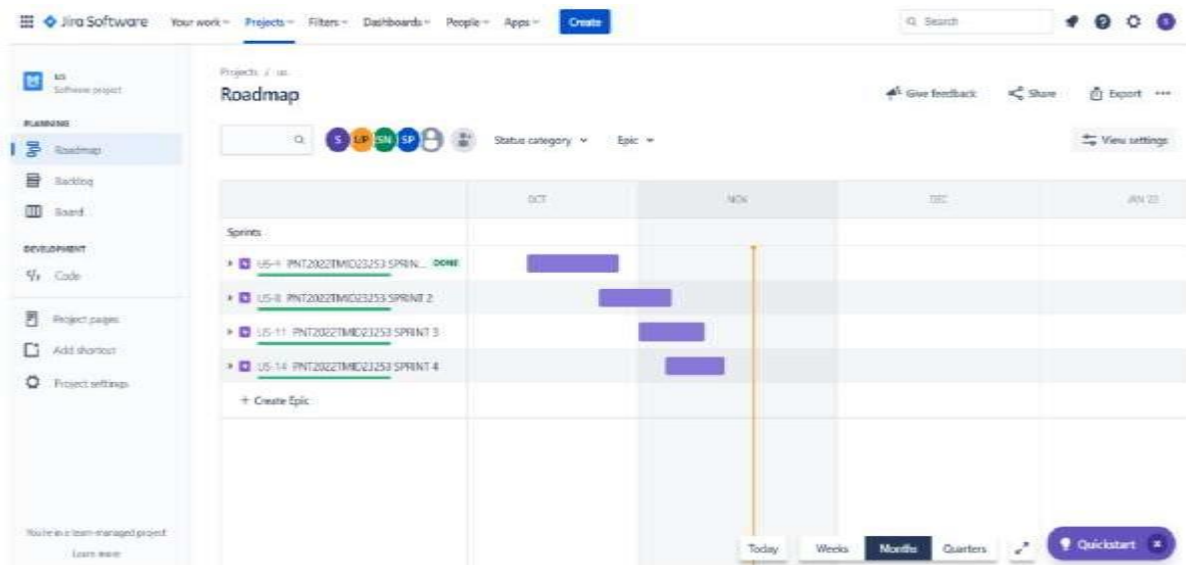 Jira Software Your work Projects Filters Dashboards People Apps Create Search S
US
Software project
Projects / us
Roadmap
Give feedback Share Export
PLANNING
Roadmap
Backlog
Board
DEVELOPMENT
Code
Project pages
Add shortcut
Project settings
S UP SN SP Status category Epic View settings
OCT NOV DEC JAN '23
Sprints
PNT2022TMID23253 SPRIN... DONE
US-8 PNT2022TMID23253 SPRINT 2
US-11 PNT2022TMID23253 SPRINT 3
US-14 PNT2022TMID23253 SPRINT 4
+ Create Epic
You're in a team-managed project
Learn more
Today Weeks Months Quarters Quickstart